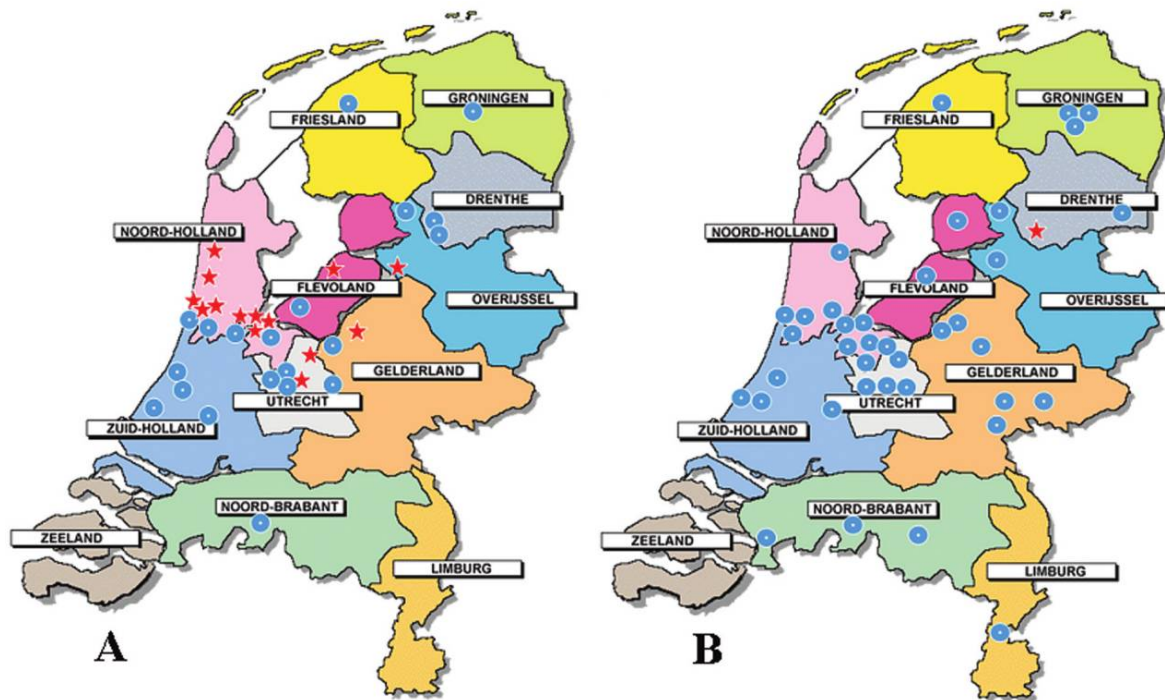 GRONINGEN
FRIESLAND
DRENTHE
NOORD-HOLLAND
FLEVOLAND
OVERIJSSEL
GELDERLAND
UTRECHT
ZUID-HOLLAND
NOORD-BRABANT
ZEELAND
LIMBURG
A
GRONINGEN
FRIESLAND
DRENTHE
NOORD-HOLLAND
FLEVOLAND
OVERIJSSEL
GELDERLAND
UTRECHT
ZUID-HOLLAND
NOORD-BRABANT
ZEELAND
LIMBURG
B